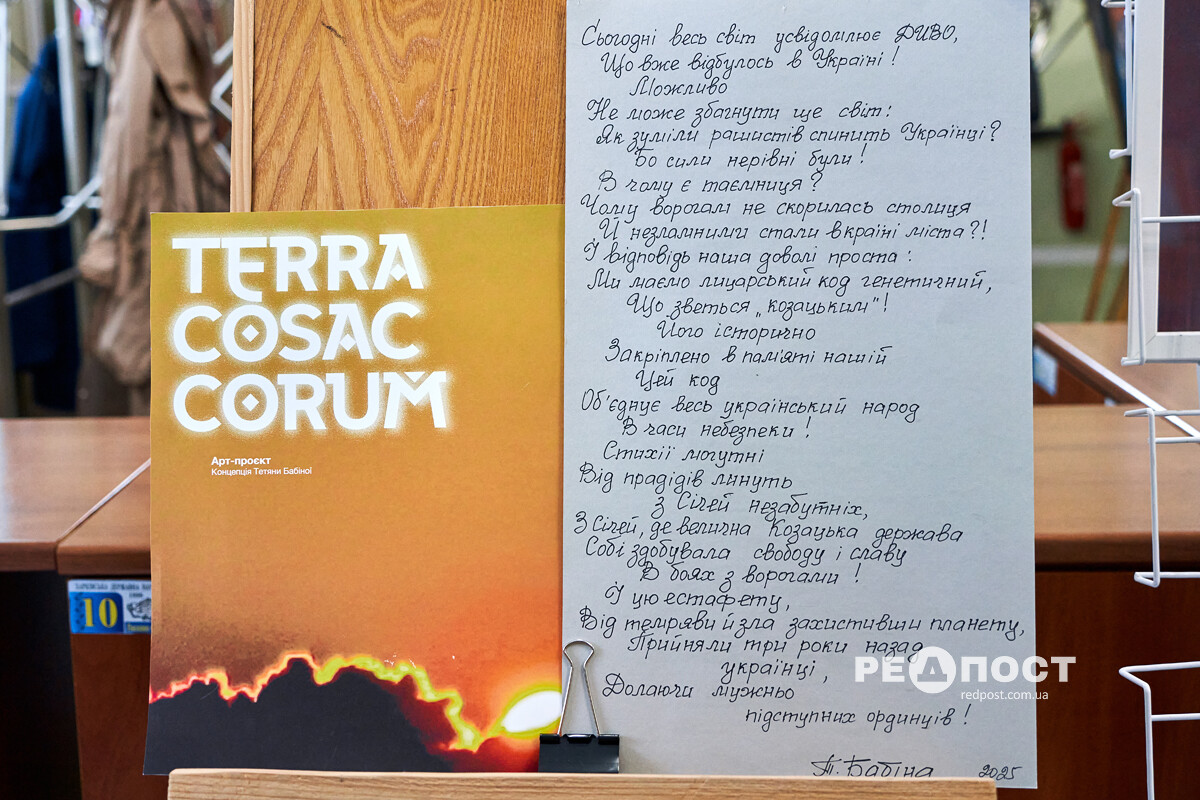 TERRA
COSAC
CORUM
Арт-проєкт
Концепція Тетяни Бабіної
10
Сьогодні весь світ усвідомлює ДИВО,
Що вже відбулось в Україні!
Можливо
Не може збагнути ще світ:
Як зуміли рашистів спинить Українці?
Бо сили нерівні були!
В чому є таємниця?
Чому ворогам не скорилась столиця
Й незламними стали вкраїні міста?!
І відповідь наша доволі проста:
Ми маємо лицарський код генетичний,
Що зветься „козацьким"!
Його історично
Закріплено в пам'яті нашій
Цей код
Об'єднує весь український народ
В часи небезпеки!
Стихії могутні
Від прадідів линуть
з Січей незабутніх,
З Січей, де велична Козацька держава
Собі здобувала свободу і славу
В боях з ворогами!
І цю естафету,
Від темряви й зла захистивши планету,
Прийняли три роки назад
українці,
Долаючи мужньо
підступних ординців!
Т. Бабіна 2025
РЕДПОСТ
redpost.com.ua